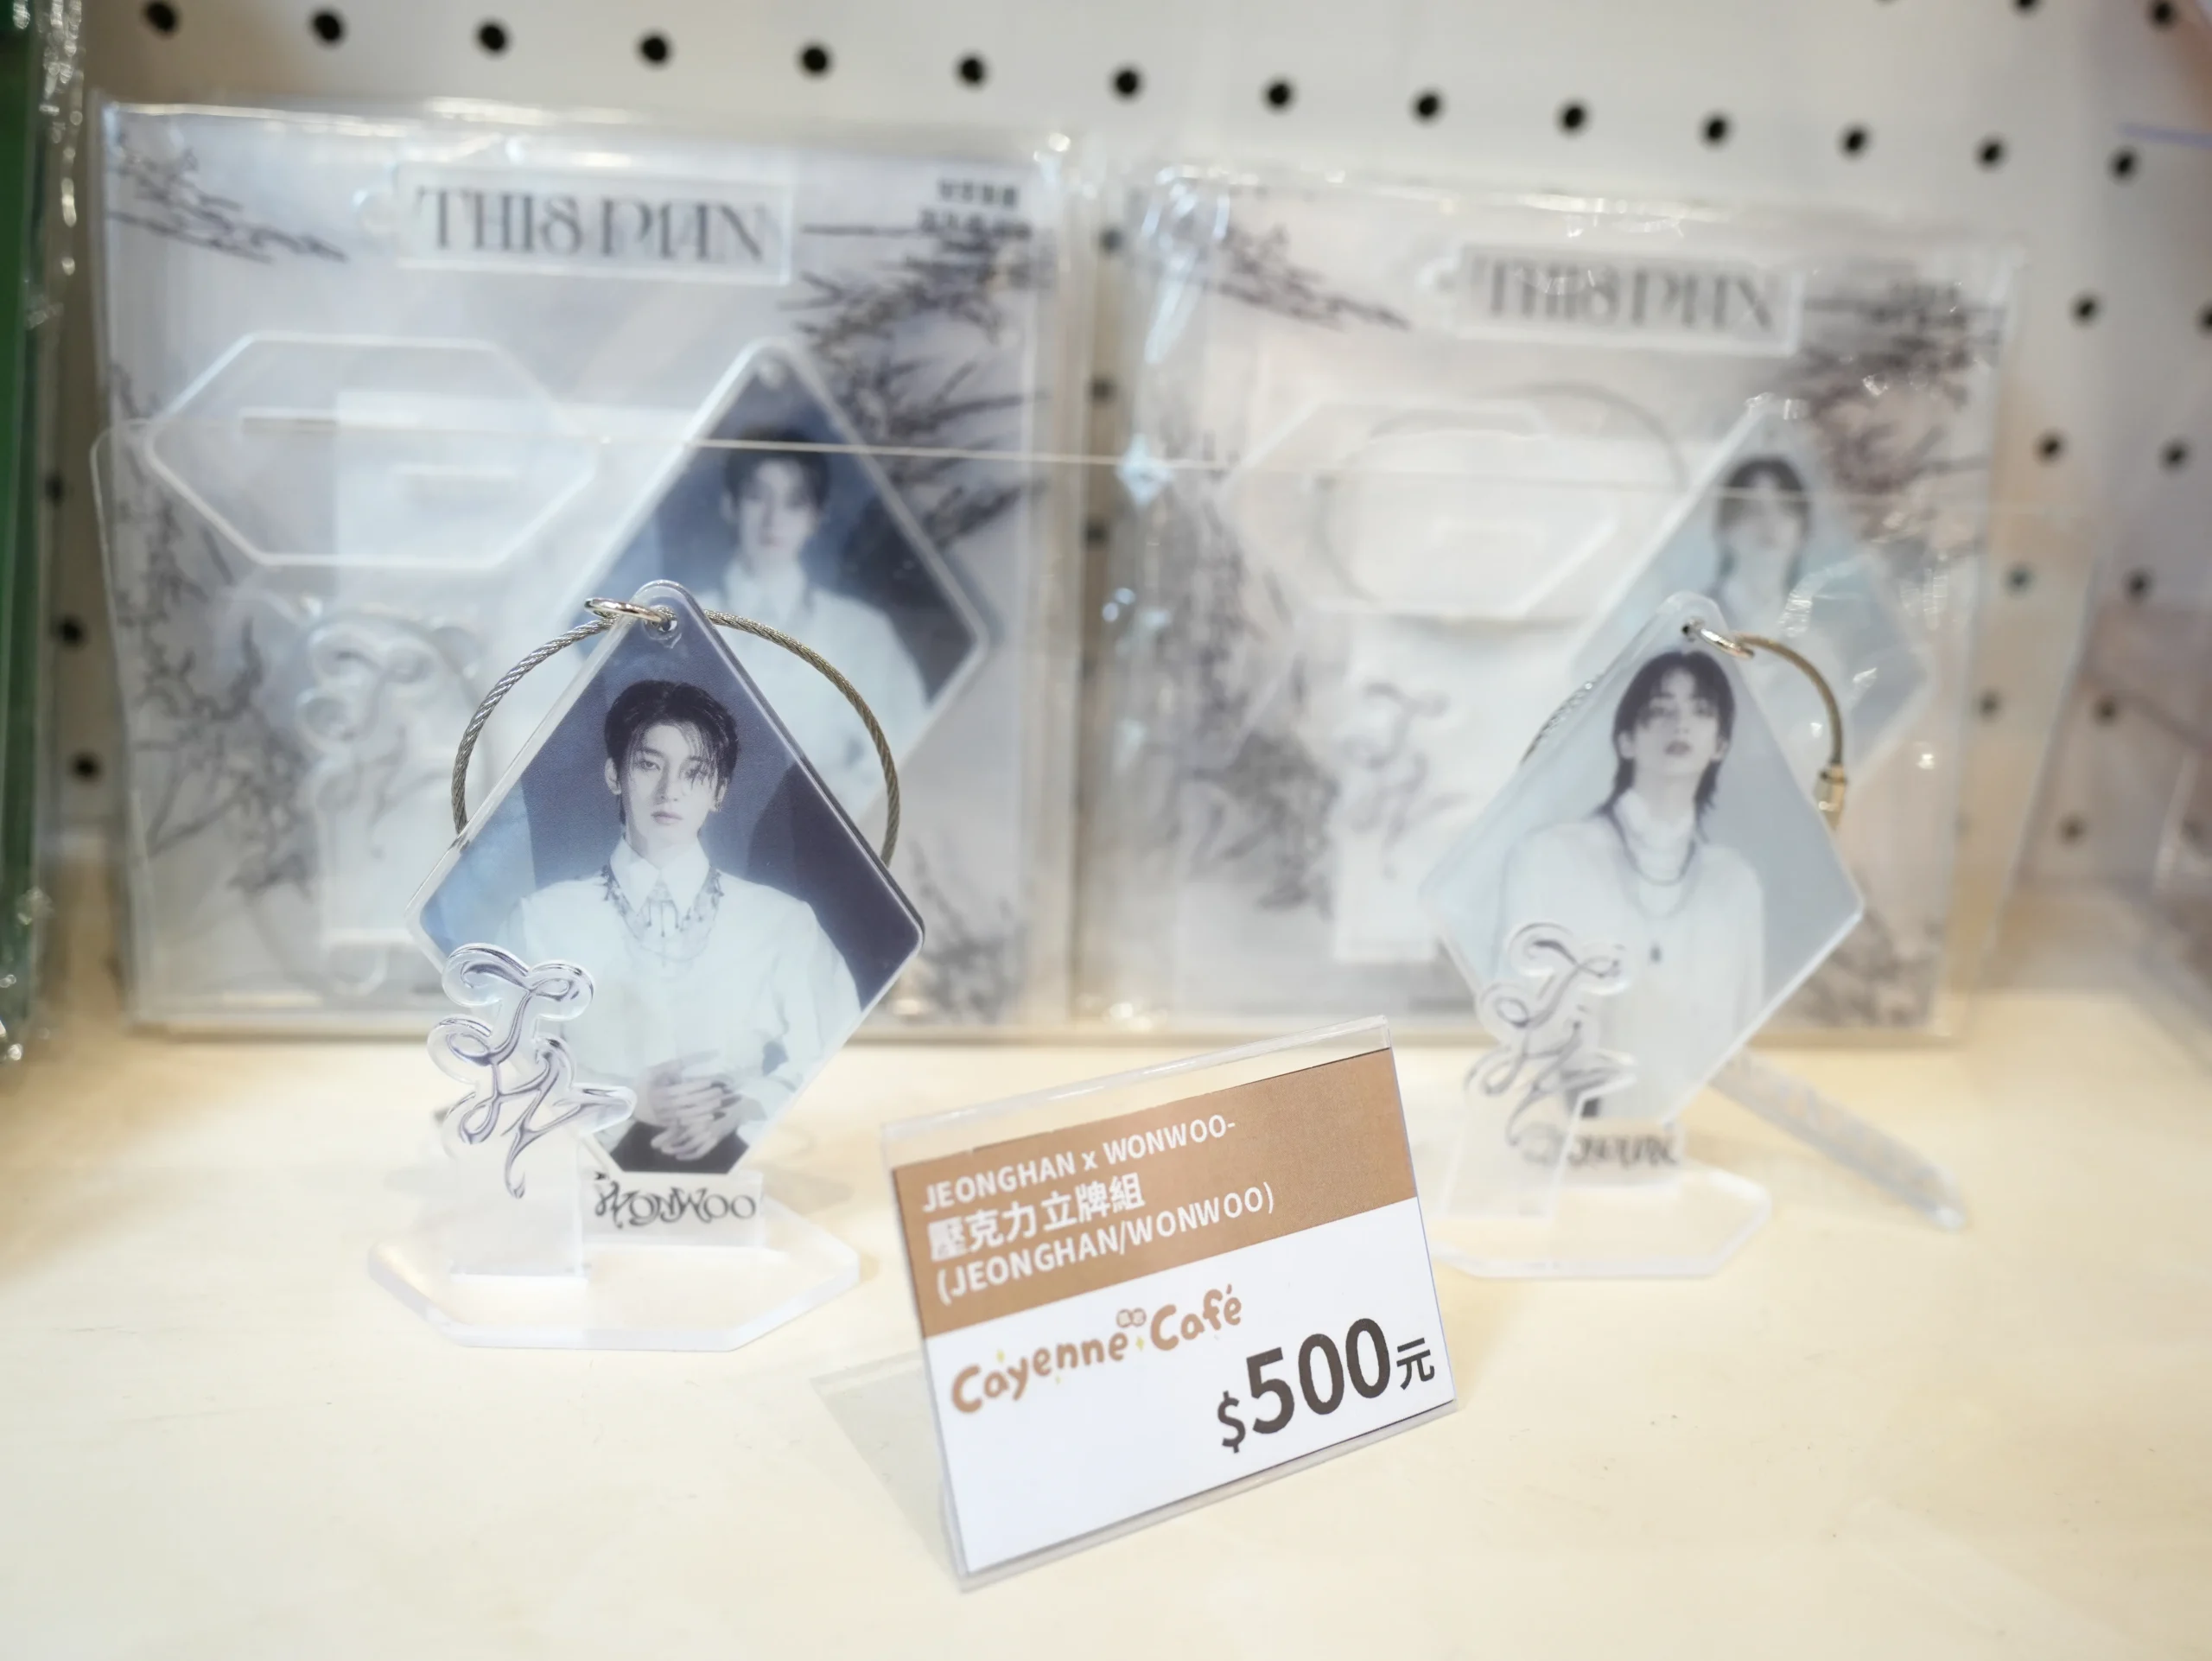 THIS MAN
THIS MAN
WONWOO
JEONGHAN x WONWOO-
壓克力立牌組
(JEONGHAN/WONWOO)
Cayenne Café
$500元